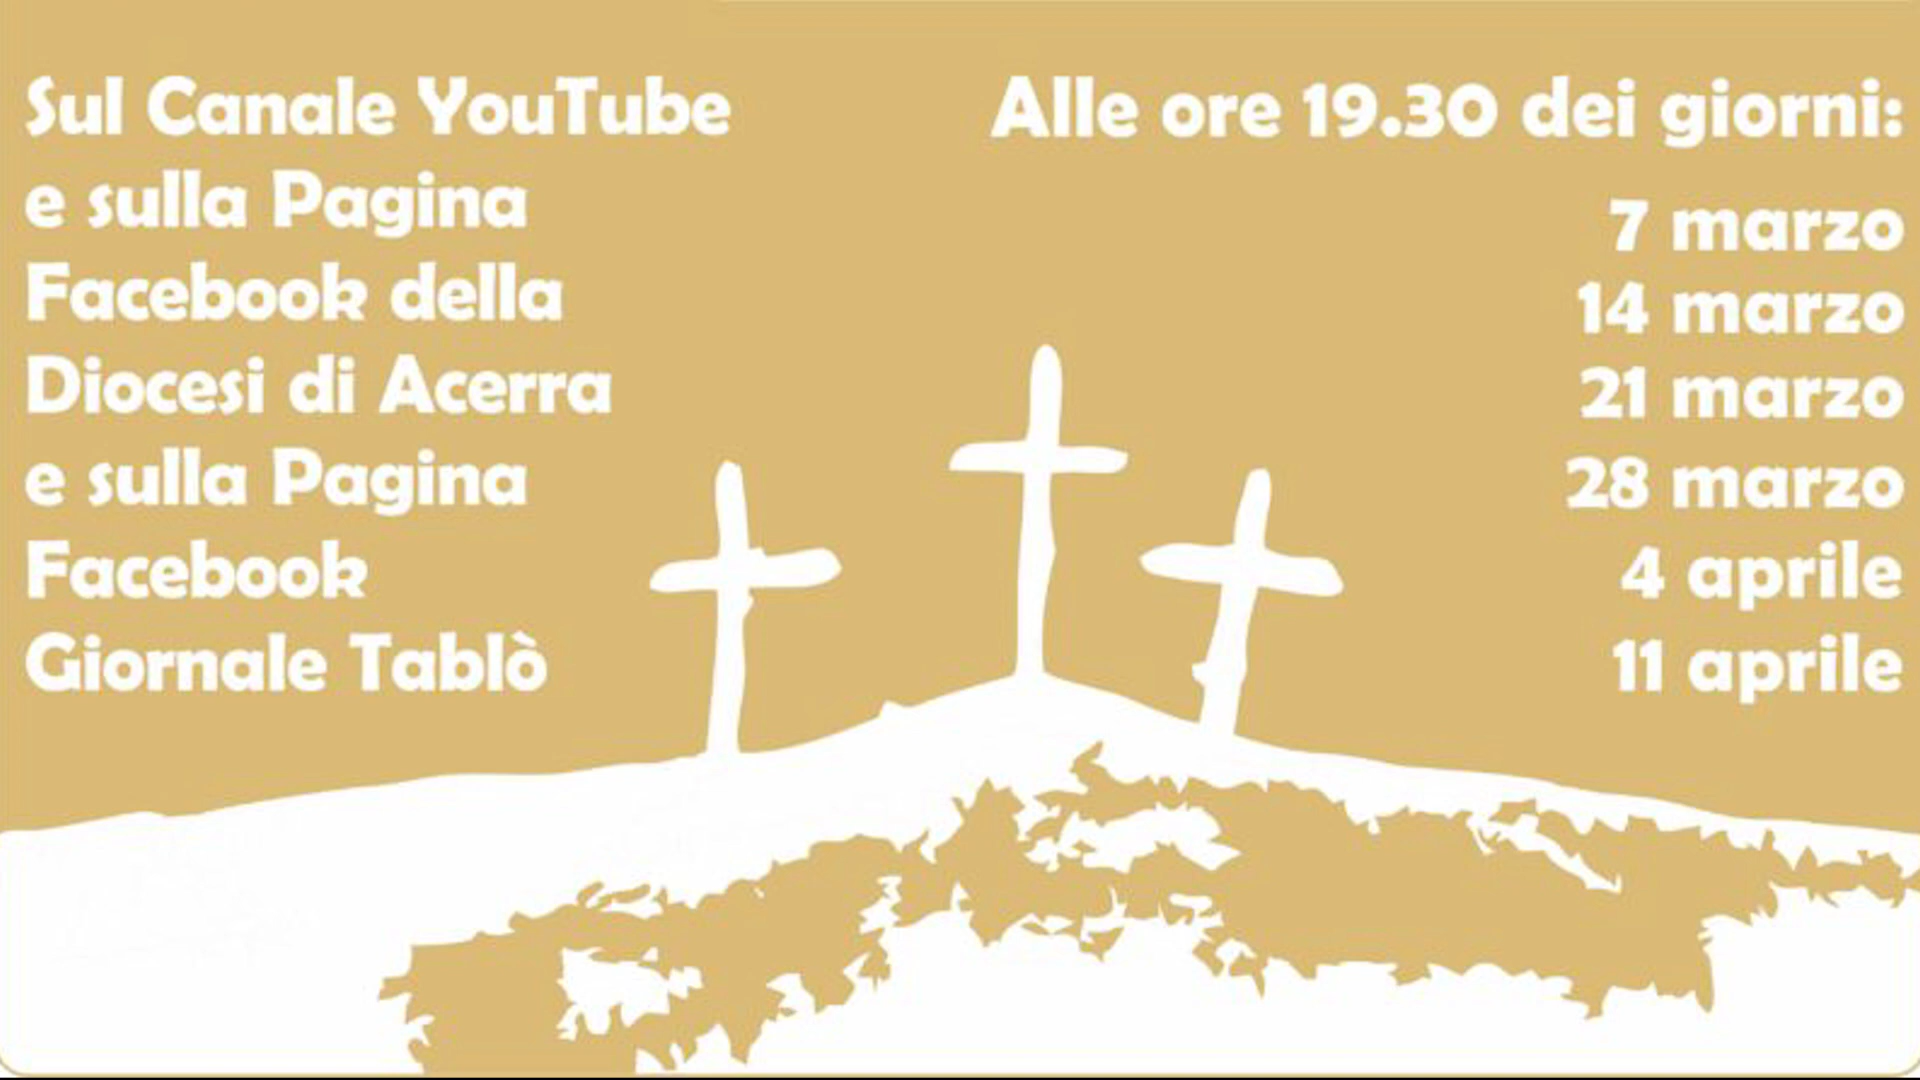 Sul Canale YouTube
e sulla Pagina
Facebook della
Diocesi di Acerra
e sulla Pagina
Facebook
Giornale Tablò
Alle ore 19.30 dei giorni:
7 marzo
14 marzo
21 marzo
28 marzo
4 aprile
11 aprile